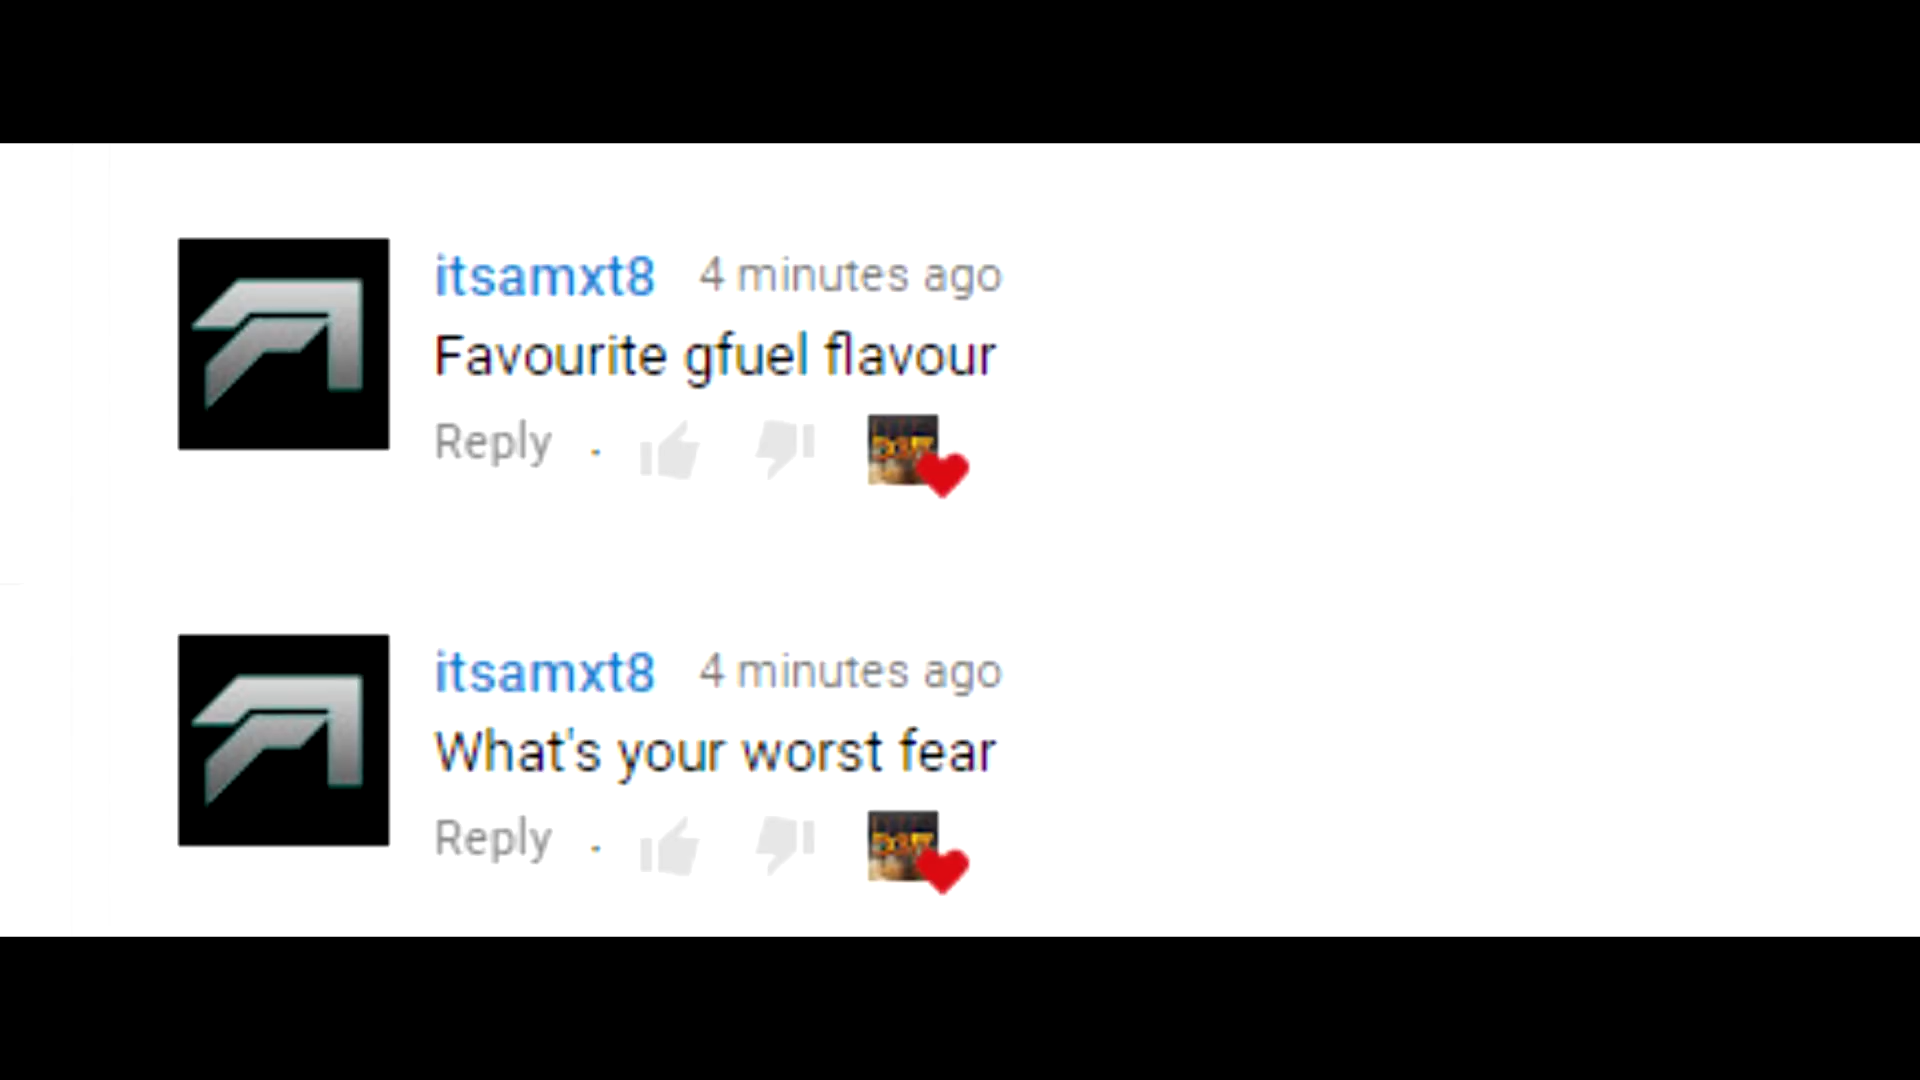 itsamxt8 4 minutes ago
Favourite gfuel flavour
Reply
itsamxt8 4 minutes ago
What's your worst fear
Reply